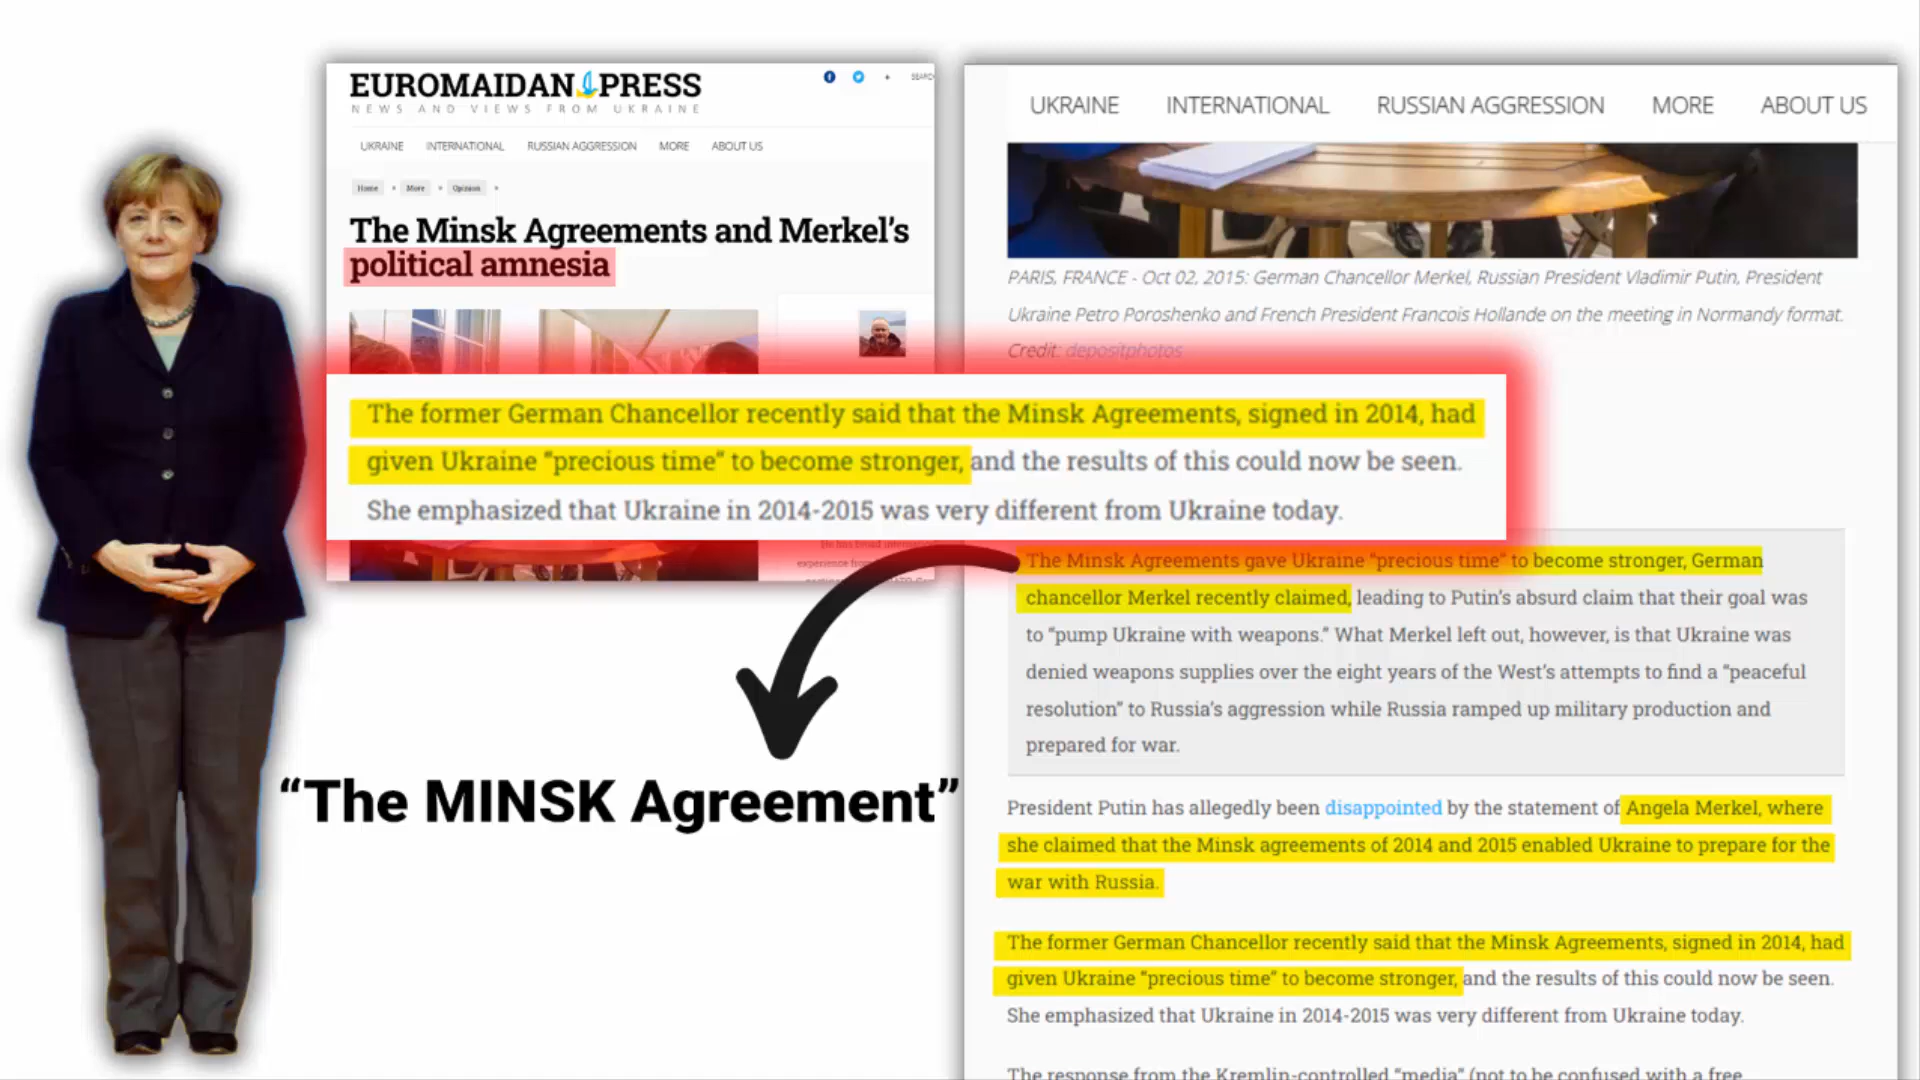 EUROMAIDAN PRESS
NEWS AND VIEWS FROM UKRAINE
UKRAINE INTERNATIONAL RUSSIAN AGGRESSION MORE ABOUT US
Home » More » Opinion »
The Minsk Agreements and Merkel’s
political amnesia
The former German Chancellor recently said that the Minsk Agreements, signed in 2014, had
given Ukraine “precious time” to become stronger, and the results of this could now be seen.
She emphasized that Ukraine in 2014-2015 was very different from Ukraine today.
“The MINSK Agreement”
UKRAINE INTERNATIONAL RUSSIAN AGGRESSION MORE ABOUT US
PARIS, FRANCE - Oct 02, 2015: German Chancellor Merkel, Russian President Vladimir Putin, President
Ukraine Petro Poroshenko and French President Francois Hollande on the meeting in Normandy format.
Credit: depositphotos
The Minsk Agreements gave Ukraine “precious time” to become stronger, German
chancellor Merkel recently claimed, leading to Putin’s absurd claim that their goal was
to “pump Ukraine with weapons.” What Merkel left out, however, is that Ukraine was
denied weapons supplies over the eight years of the West’s attempts to find a “peaceful
resolution” to Russia’s aggression while Russia ramped up military production and
prepared for war.
President Putin has allegedly been disappointed by the statement of Angela Merkel, where
she claimed that the Minsk agreements of 2014 and 2015 enabled Ukraine to prepare for the
war with Russia.
The former German Chancellor recently said that the Minsk Agreements, signed in 2014, had
given Ukraine “precious time” to become stronger, and the results of this could now be seen.
She emphasized that Ukraine in 2014-2015 was very different from Ukraine today.
The response from the Kremlin-controlled “media” (not to be confused with a free